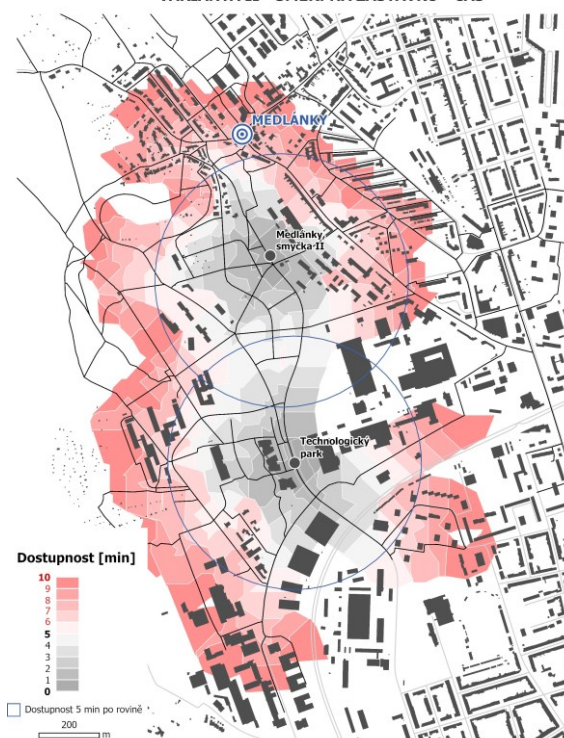 MEDLÁNKY
Medlánky
smyčka II
Technologický
park
Dostupnost [min]
10
9
8
7
6
5
4
3
2
1
0
Dostupnost 5 min po rovině
200
m